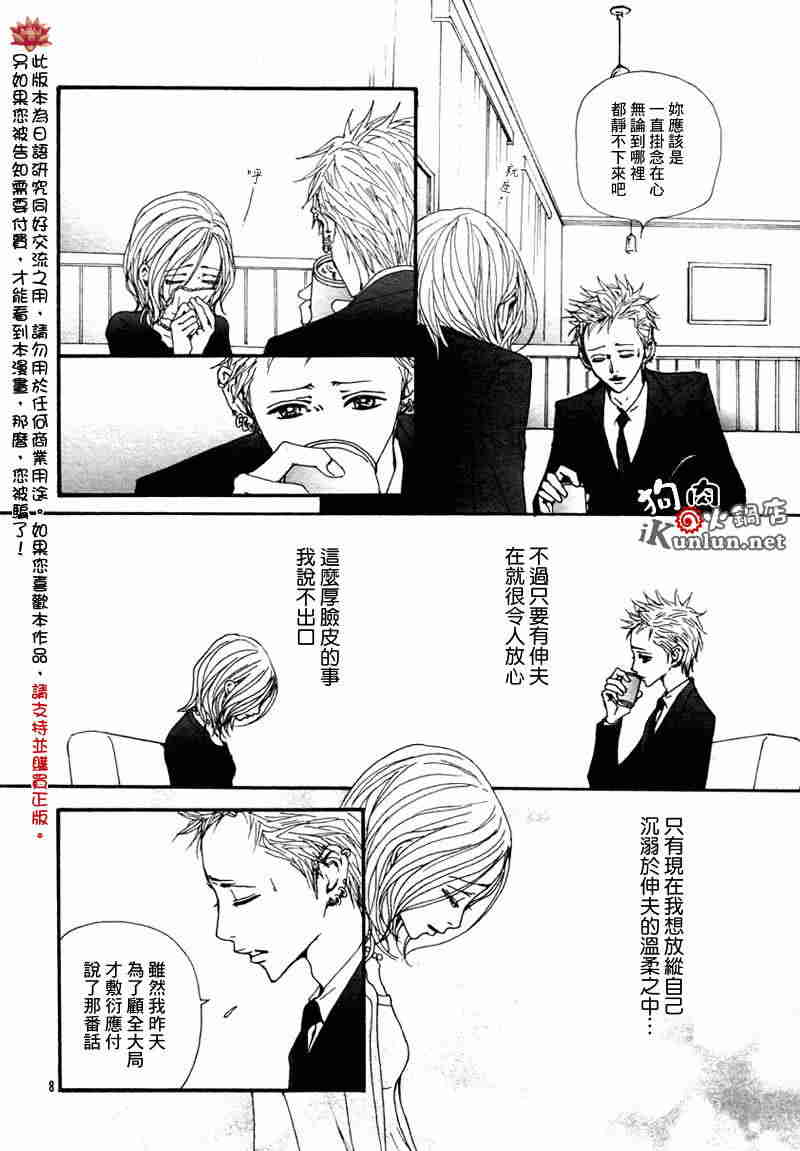 妳應該是
一直掛念在心
無論到哪裡
都靜不下來吧
就是。
呼
狗肉火鍋店
iKunlun.net
不過只要有伸夫
在就很令人放心
這麼厚臉皮的事
我說不出口
只有現在我想放縱自己
沉溺於伸夫的溫柔之中…
雖然我昨天
為了顧全大局
才敷衍應付
說了那番話
8
此版本為日語研究同好交流之用，請勿用於任何商業用途。如果您喜歡本作品，請支持並購買正版。
另如果您被告知需要付費，才能看到本漫畫，那麼，您被騙了！